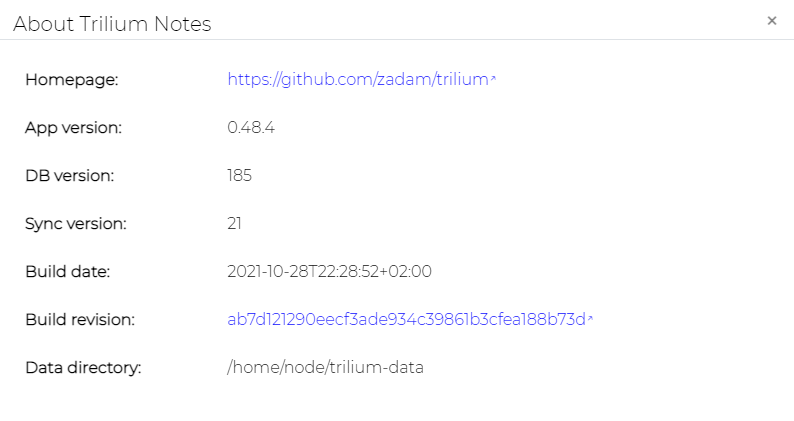 About Trilium Notes ×
Homepage: https://github.com/zadam/trilium
App version: 0.48.4
DB version: 185
Sync version: 21
Build date: 2021-10-28T22:28:52+02:00
Build revision: ab7d121290eecf3ade934c39861b3cfea188b73d
Data directory: /home/node/trilium-data